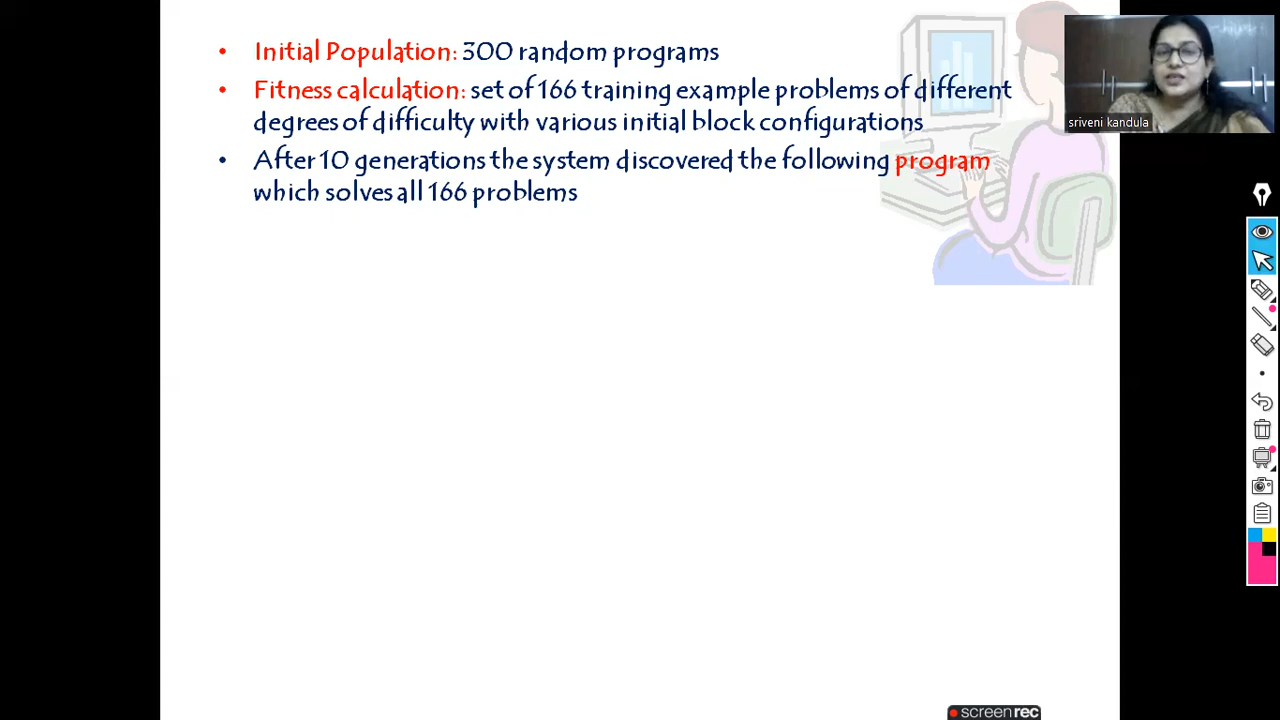 • Initial Population: 300 random programs
• Fitness calculation: set of 166 training example problems of different
degrees of difficulty with various initial block configurations
• After 10 generations the system discovered the following program
which solves all 166 problems
sriveni kandula
screenrec